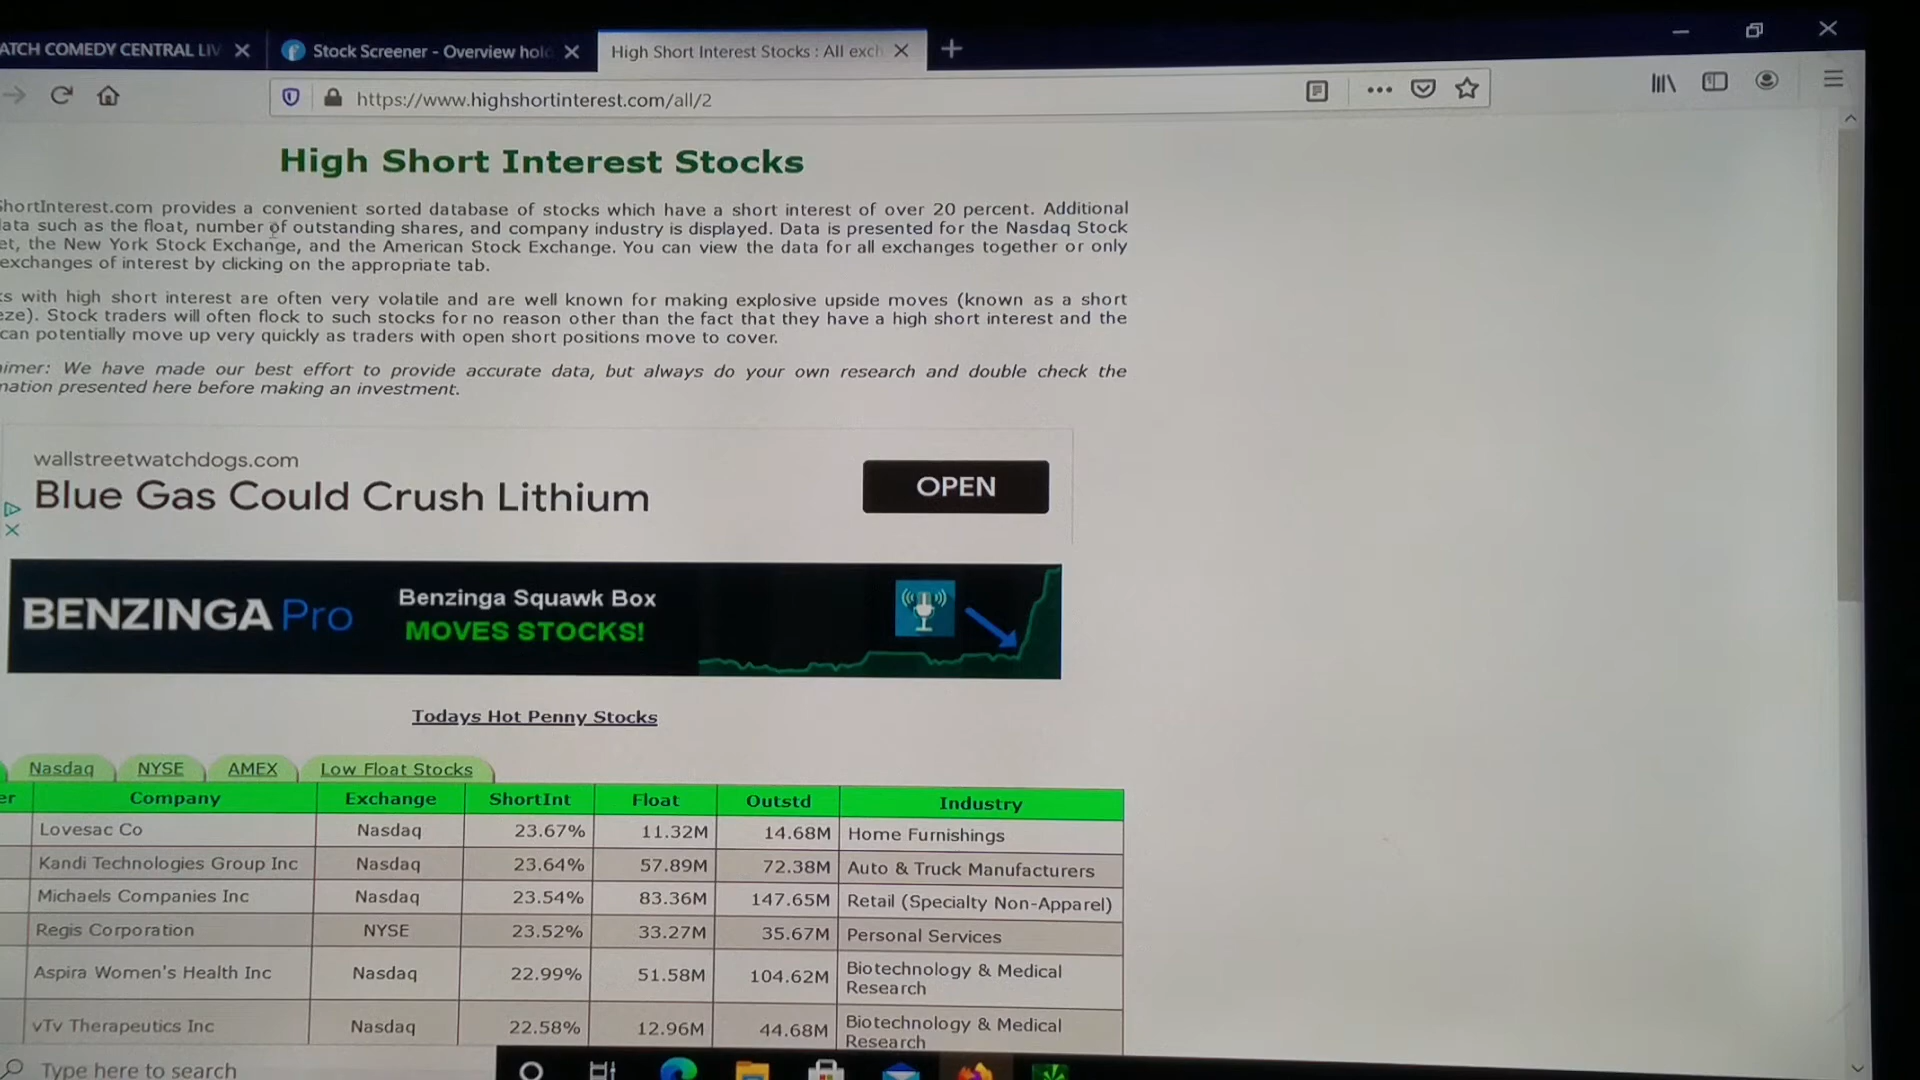 ATCH COMEDY CENTRAL LIV
Stock Screener - Overview hol
High Short Interest Stocks : All exch
https://www.highshortinterest.com/all/2
High Short Interest Stocks
ShortInterest.com provides a convenient sorted database of stocks which have a short interest of over 20 percent. Additional
ata such as the float, number of outstanding shares, and company industry is displayed. Data is presented for the Nasdaq Stock
et, the New York Stock Exchange, and the American Stock Exchange. You can view the data for all exchanges together or only
exchanges of interest by clicking on the appropriate tab.
s with high short interest are often very volatile and are well known for making explosive upside moves (known as a short
eze). Stock traders will often flock to such stocks for no reason other than the fact that they have a high short interest and the
can potentially move up very quickly as traders with open short positions move to cover.
imer: We have made our best effort to provide accurate data, but always do your own research and double check the
mation presented here before making an investment.
wallstreetwatchdogs.com
Blue Gas Could Crush Lithium
OPEN
BENZINGA Pro
Benzinga Squawk Box
MOVES STOCKS!
Todays Hot Penny Stocks
Nasdaq NYSE AMEX Low Float Stocks
er Company Exchange ShortInt Float Outstd Industry
Lovesac Co Nasdaq 23.67% 11.32M 14.68M Home Furnishings
Kandi Technologies Group Inc Nasdaq 23.64% 57.89M 72.38M Auto & Truck Manufacturers
Michaels Companies Inc Nasdaq 23.54% 83.36M 147.65M Retail (Specialty Non-Apparel)
Regis Corporation NYSE 23.52% 33.27M 35.67M Personal Services
Aspira Women's Health Inc Nasdaq 22.99% 51.58M 104.62M Biotechnology & Medical
Research
vTv Therapeutics Inc Nasdaq 22.58% 12.96M 44.68M Biotechnology & Medical
Research
Type here to search